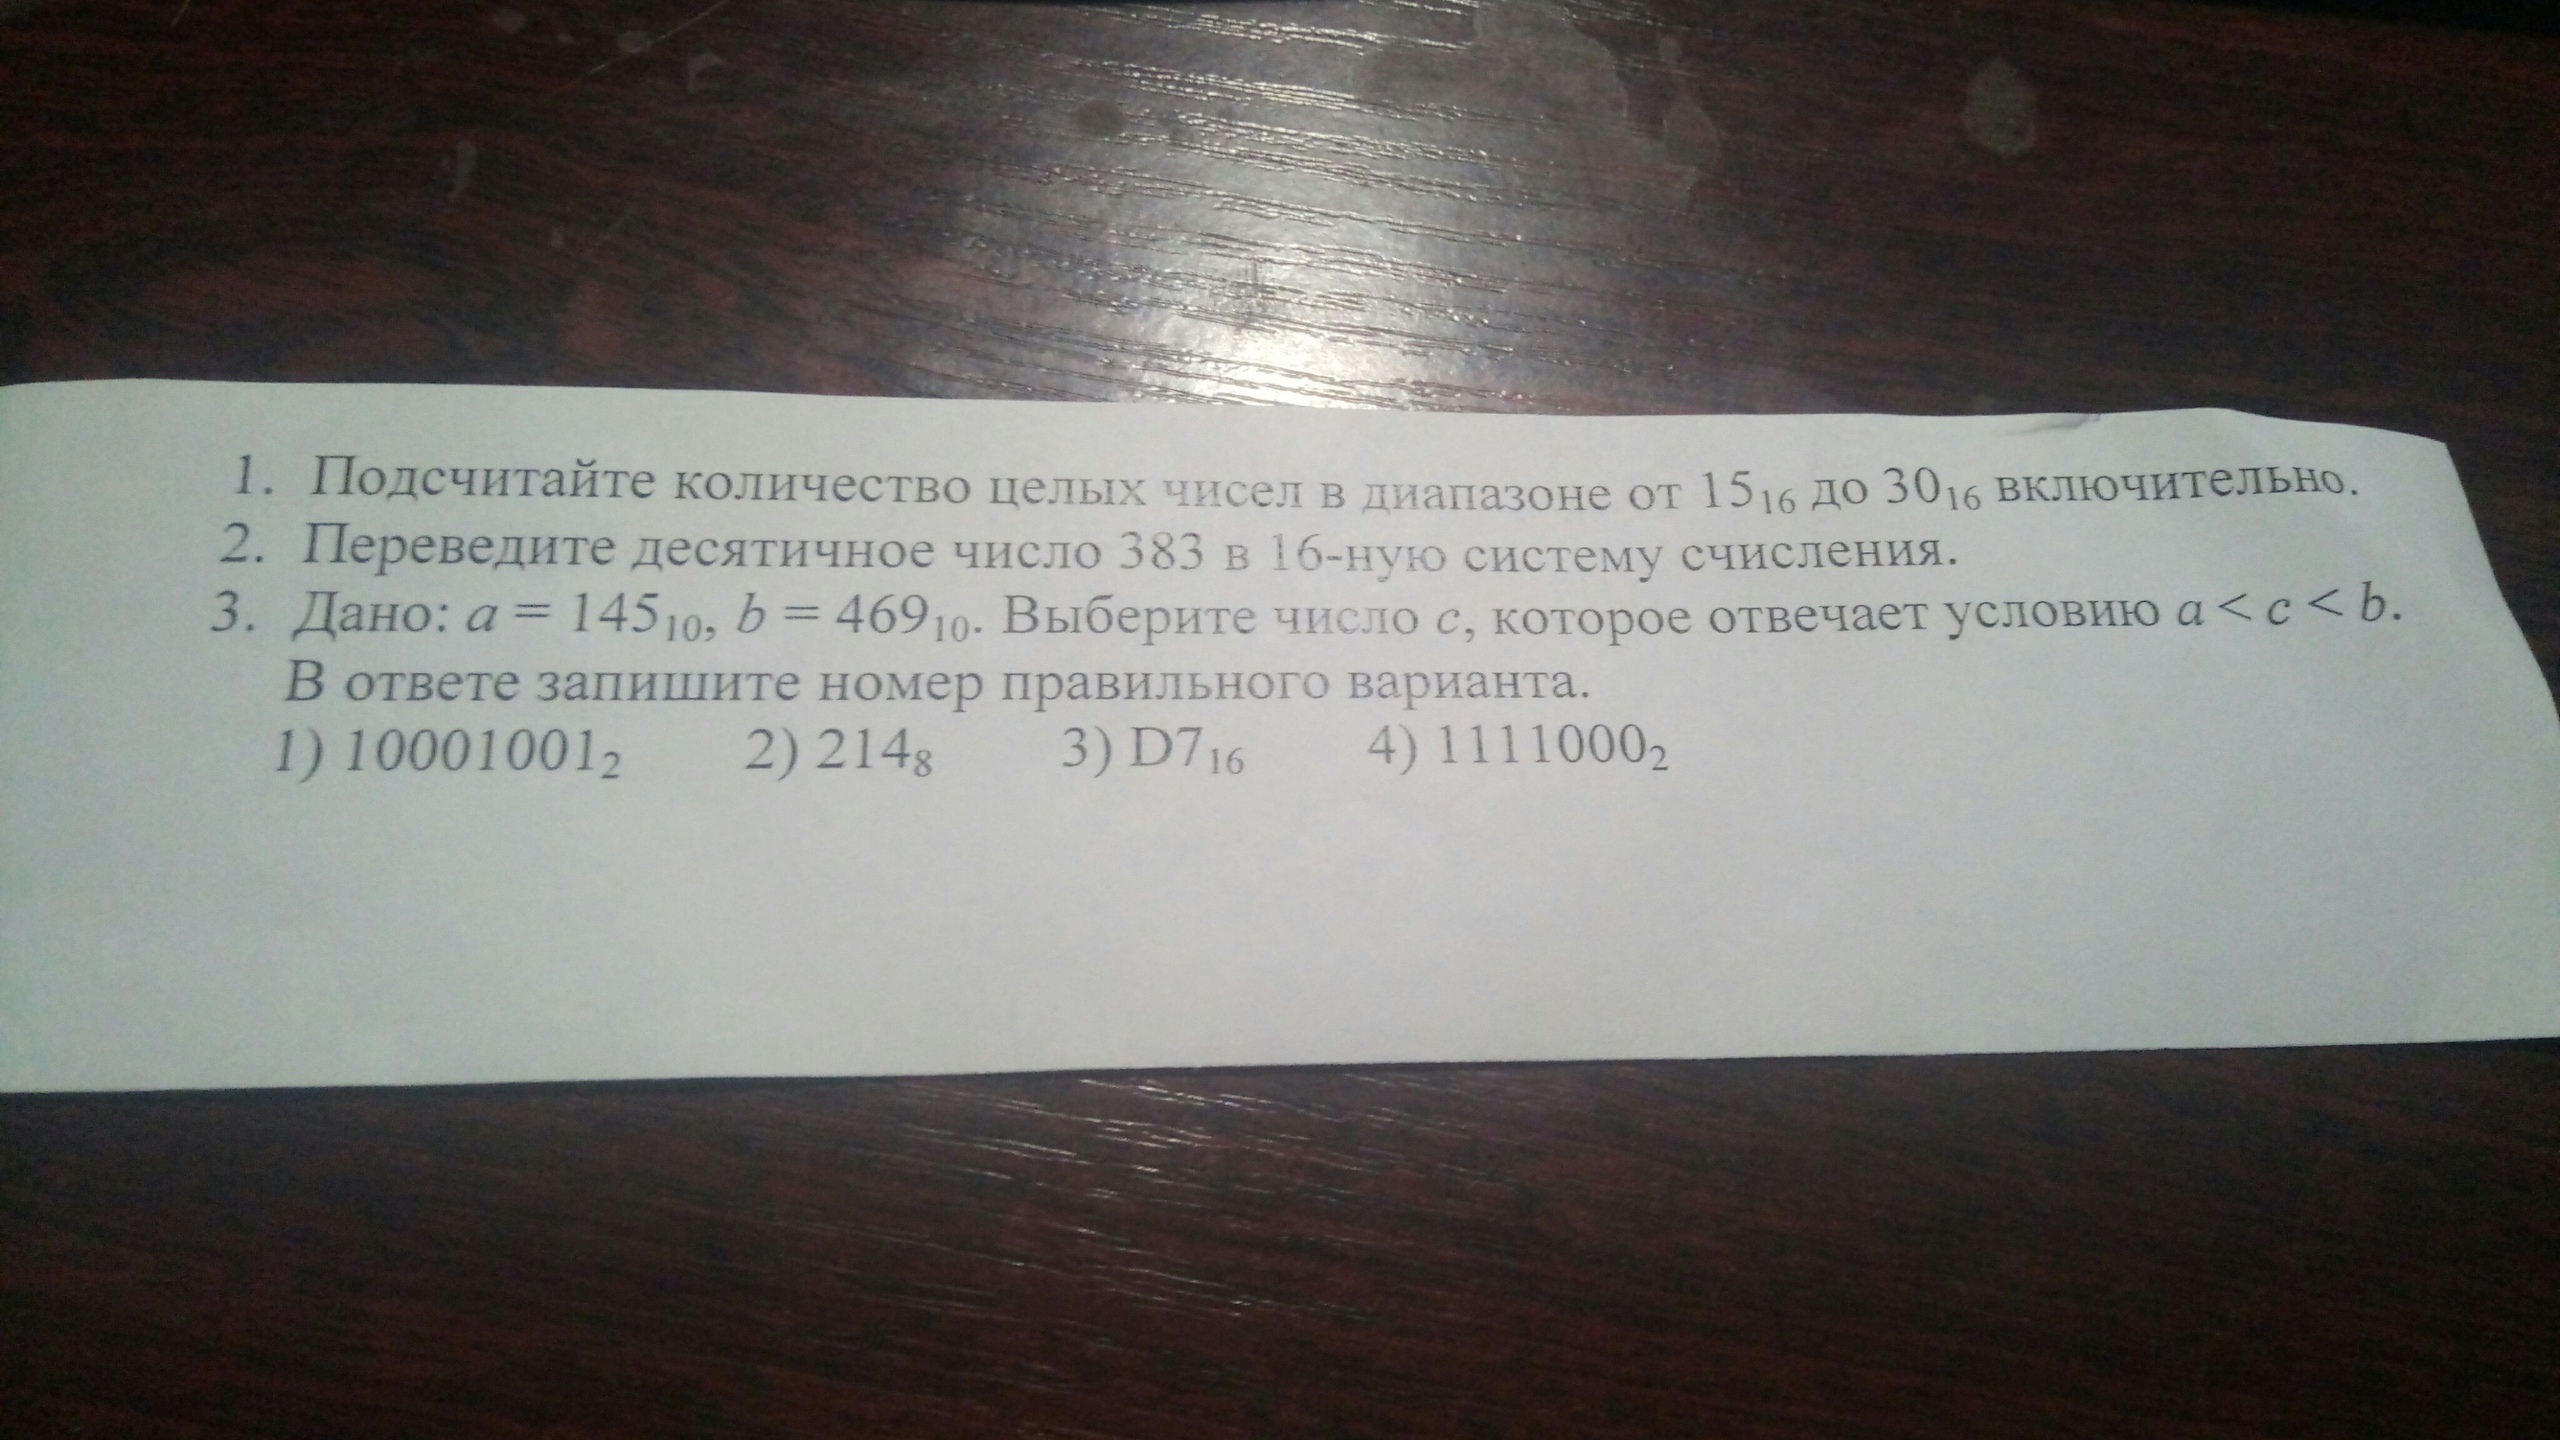 1. Подсчитайте количество целых чисел в диапазоне от 15₁₆ до 30₁₆ включительно.
2. Переведите десятичное число 383 в 16-ную систему счисления.
3. Дано: a = 145₁₀, b = 469₁₀. Выберите число c, которое отвечает условию a < c < b.
В ответе запишите номер правильного варианта.
1) 10001001₂ 2) 214₈ 3) D7₁₆ 4) 1111000₂